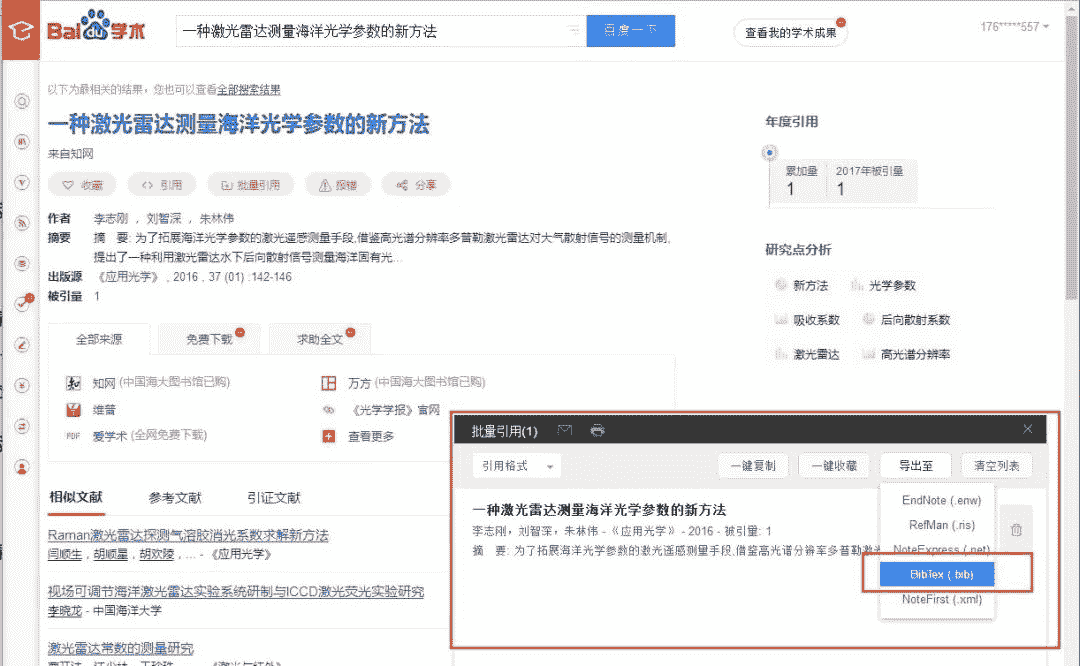 Bai du 学术
一种激光雷达测量海洋光学参数的新方法
百度一下
查看我的学术成果
176*****557
以下为最相关的结果,您也可以查看全部搜索结果
一种激光雷达测量海洋光学参数的新方法
来自知网
收藏
<> 引用
批量引用
报错
分享
作者 李志刚 , 刘智深 , 朱林伟
摘要 摘 要: 为了拓展海洋光学参数的激光遥感测量手段,借鉴高光谱分辨率多普勒激光雷达对大气散射信号的测量机制,
提出了一种利用激光雷达水下后向散射信号测量海洋固有光...
出版源 《应用光学》 , 2016 , 37 (01) :142-146
被引量 1
年度引用
累加量 2017年被引量
1 1
研究点分析
新方法 光学参数
吸收系数 后向散射系数
激光雷达 高光谱分辨率
全部来源 免费下载 求助全文
知网 (中国海大图书馆已购) 万方 (中国海大图书馆已购)
维普 《光学学报》官网
PDF 爱学术 (全网免费下载) 查看更多
相似文献 参考文献 引证文献
Raman激光雷达探测气溶胶消光系数求解新方法
闫顺生 , 胡顺星 , 胡欢陵 , ... - 《应用光学》
视场可调节海洋激光雷达实验系统研制与ICCD激光荧光实验研究
李晓龙 - 中国海洋大学
激光雷达常数的测量研究
批量引用(1)
引用格式
一键复制
一键收藏
导出至
清空列表
一种激光雷达测量海洋光学参数的新方法
李志刚，刘智深，朱林伟 - 《应用光学》 - 2016 - 被引量: 1
摘 要: 为了拓展海洋光学参数的激光遥感测量手段,借鉴高光谱分辨率多普勒激光
EndNote (.enw)
RefMan (.ris)
NoteExpress (.net)
BibTex (.bib)
NoteFirst (.xml)